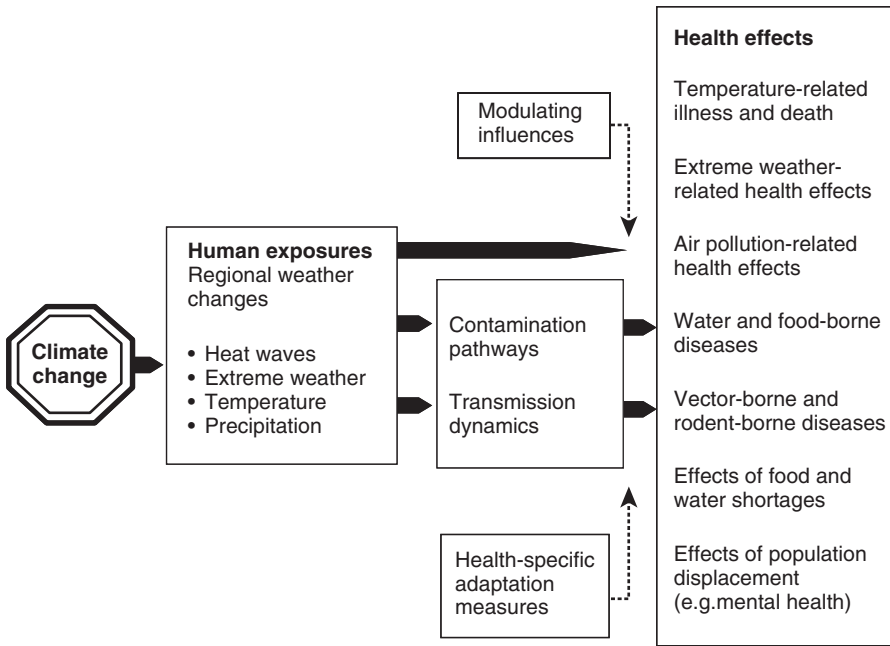 Climate
change
Human exposures
Regional weather
changes
• Heat waves
• Extreme weather
• Temperature
• Precipitation
Modulating
influences
Contamination
pathways
Transmission
dynamics
Health-specific
adaptation
measures
Health effects
Temperature-related
illness and death
Extreme weather-
related health effects
Air pollution-related
health effects
Water and food-borne
diseases
Vector-borne and
rodent-borne diseases
Effects of food and
water shortages
Effects of population
displacement
(e.g.mental health)